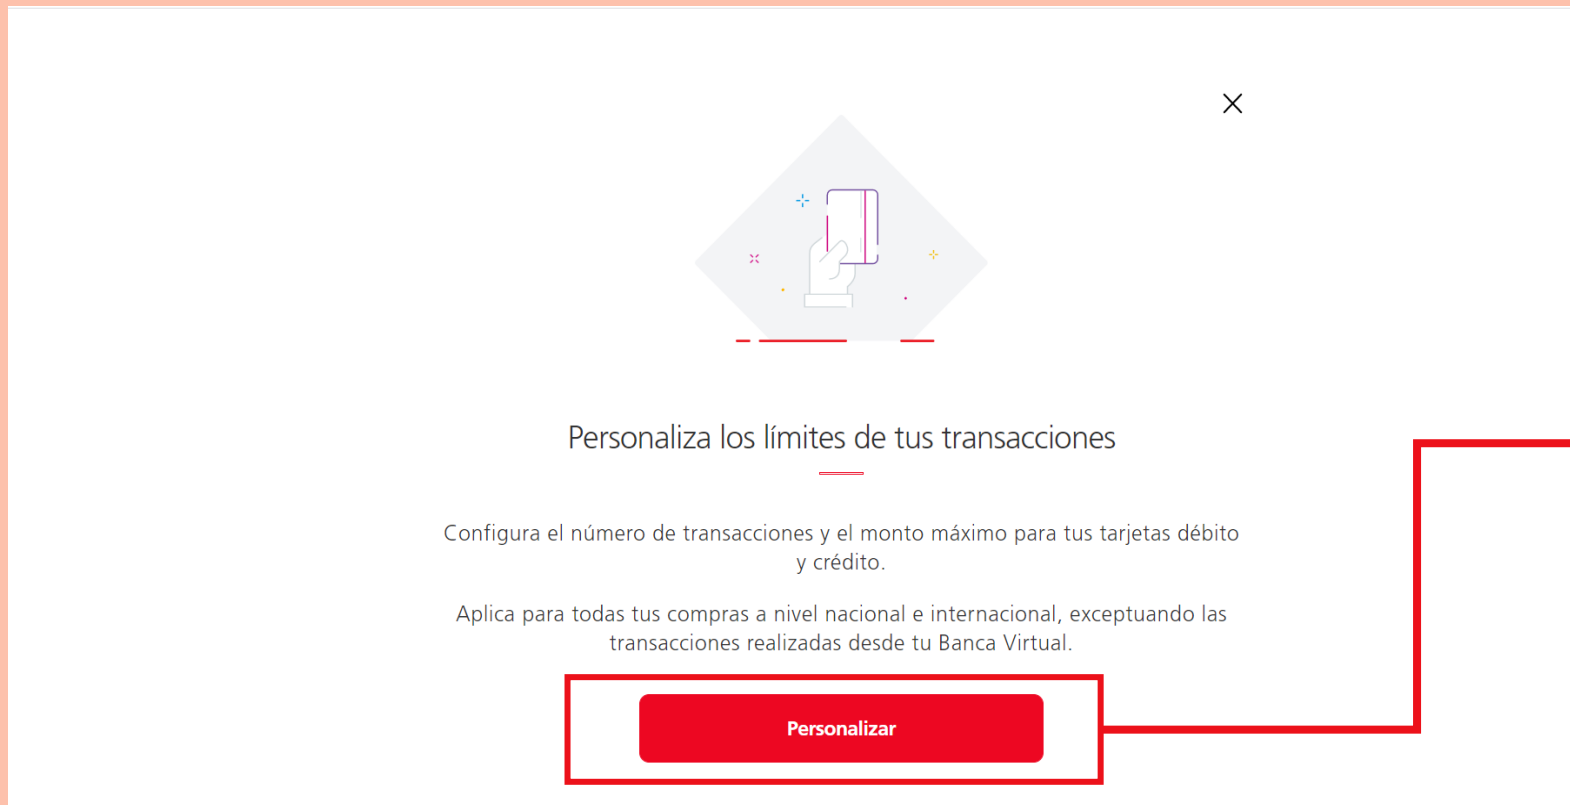 Personaliza los límites de tus transacciones
Configura el número de transacciones y el monto máximo para tus tarjetas débito
y crédito.
Aplica para todas tus compras a nivel nacional e internacional, exceptuando las
transacciones realizadas desde tu Banca Virtual.
Personalizar